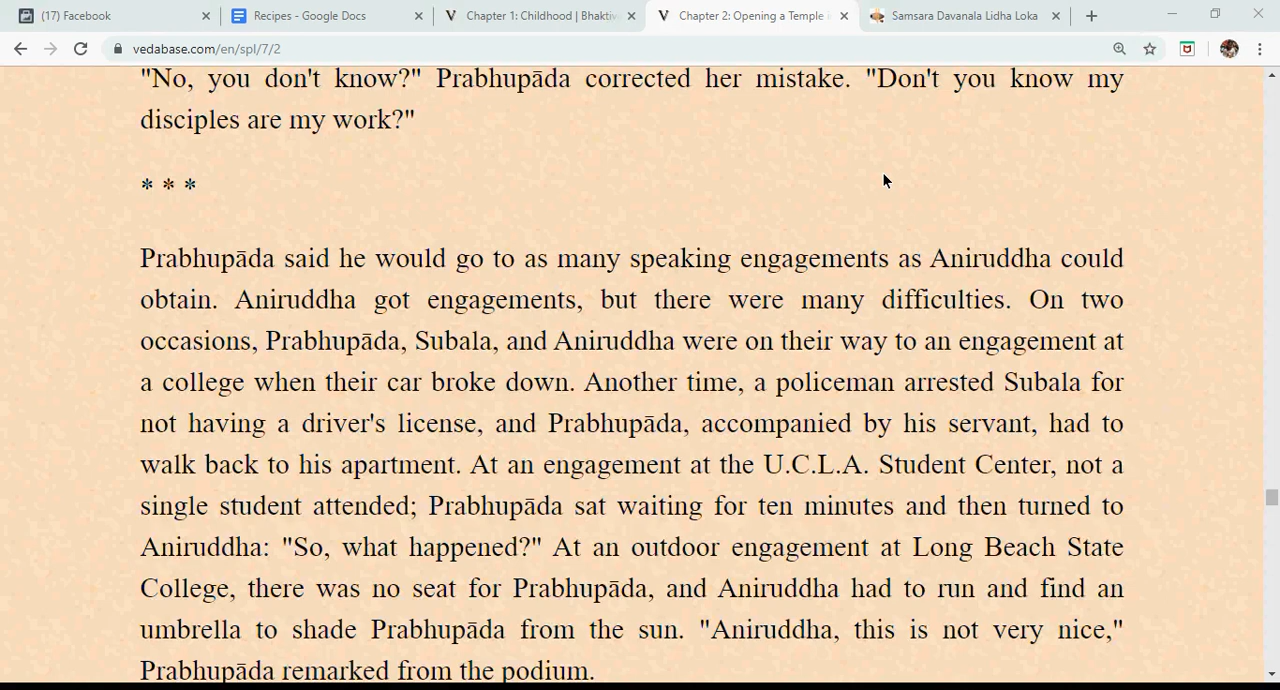 (17) Facebook
Recipes - Google Docs
Chapter 1: Childhood | Bhaktiv
Chapter 2: Opening a Temple i
Samsara Davanala Lidha Loka
vedabase.com/en/spl/7/2
"No, you don't know?" Prabhupāda corrected her mistake. "Don't you know my
disciples are my work?"
* * *
Prabhupāda said he would go to as many speaking engagements as Aniruddha could
obtain. Aniruddha got engagements, but there were many difficulties. On two
occasions, Prabhupāda, Subala, and Aniruddha were on their way to an engagement at
a college when their car broke down. Another time, a policeman arrested Subala for
not having a driver's license, and Prabhupāda, accompanied by his servant, had to
walk back to his apartment. At an engagement at the U.C.L.A. Student Center, not a
single student attended; Prabhupāda sat waiting for ten minutes and then turned to
Aniruddha: "So, what happened?" At an outdoor engagement at Long Beach State
College, there was no seat for Prabhupāda, and Aniruddha had to run and find an
umbrella to shade Prabhupāda from the sun. "Aniruddha, this is not very nice,"
Prabhupāda remarked from the podium.